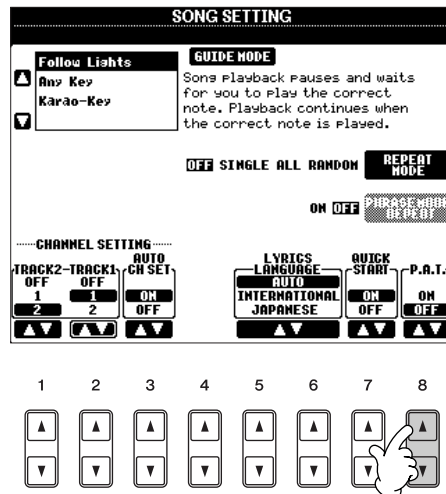 SONG SETTING
Follow Lights
Any Key
Karao-Key
GUIDE MODE
Song playback pauses and waits
for you to play the correct
note. Playback continues when
the correct note is played.
OFF SINGLE ALL RANDOM
REPEAT
MODE
ON OFF
PHRASE MODE
REPEAT
CHANNEL SETTING
TRACK2-TRACK1
AUTO
CH SET
LYRICS
LANGUAGE
QUICK
START
P.A.T.
OFF OFF AUTO
1 1 ON INTERNATIONAL ON ON
2 2 OFF JAPANESE OFF OFF
1 2 3 4 5 6 7 8